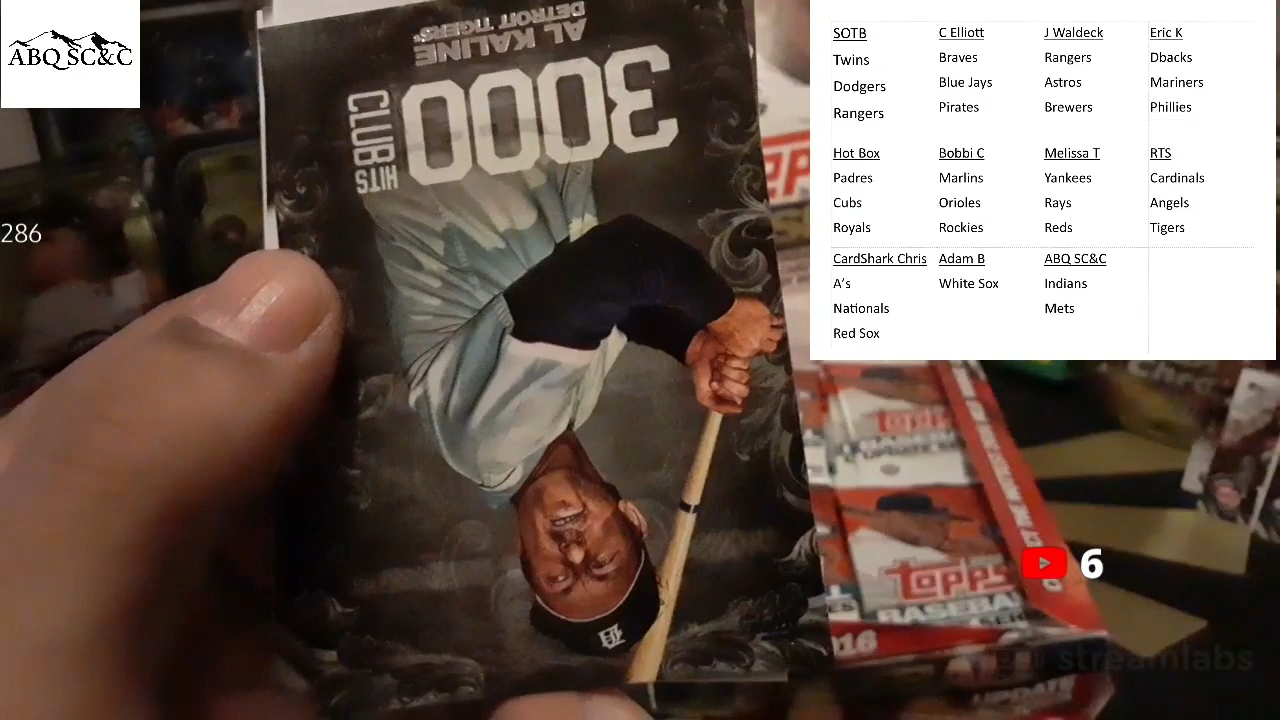 ABQ SC&C
286
AL KALINE
DETROIT TIGERS®
3000
HITS
CLUB
SOTB
Twins
Dodgers
Rangers
C Elliott
Braves
Blue Jays
Pirates
J Waldeck
Rangers
Astros
Brewers
Eric K
Dbacks
Mariners
Phillies
Hot Box
Padres
Cubs
Royals
Bobbi C
Marlins
Orioles
Rockies
Melissa T
Yankees
Rays
Reds
RTS
Cardinals
Angels
Tigers
CardShark Chris
A's
Nationals
Red Sox
Adam B
White Sox
ABQ SC&C
Indians
Mets
topps
BASEBA
16
UPDATE
6
streamlabs